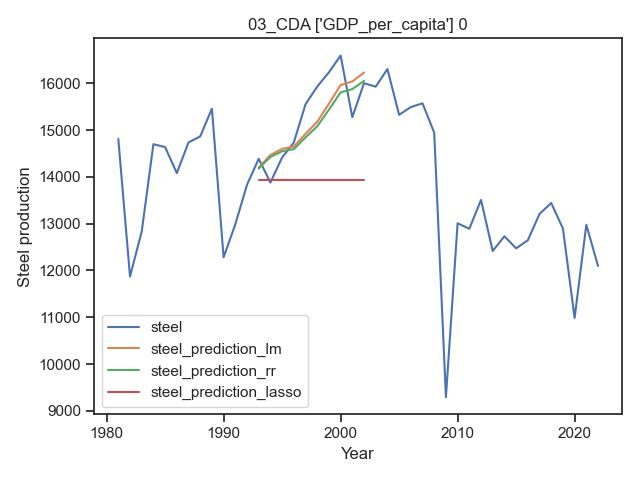 03_CDA ['GDP_per_capita'] 0
Steel production
16000
15000
14000
13000
12000
11000
10000
9000
steel
steel_prediction_lm
steel_prediction_rr
steel_prediction_lasso
1980
1990
2000
2010
2020
Year